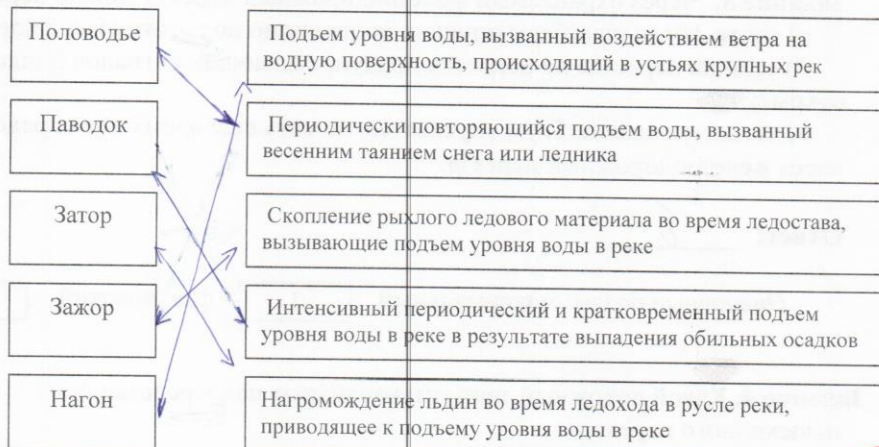 Половодье
Подъем уровня воды, вызванный воздействием ветра на
водную поверхность, происходящий в устьях крупных рек
Паводок
Периодически повторяющийся подъем воды, вызванный
весенним таянием снега или ледника
Затор
Скопление рыхлого ледового материала во время ледостава,
вызывающие подъем уровня воды в реке
Зажор
Интенсивный периодический и кратковременный подъем
уровня воды в реке в результате выпадения обильных осадков
Нагон
Нагромождение льдин во время ледохода в русле реки,
приводящее к подъему уровня воды в реке